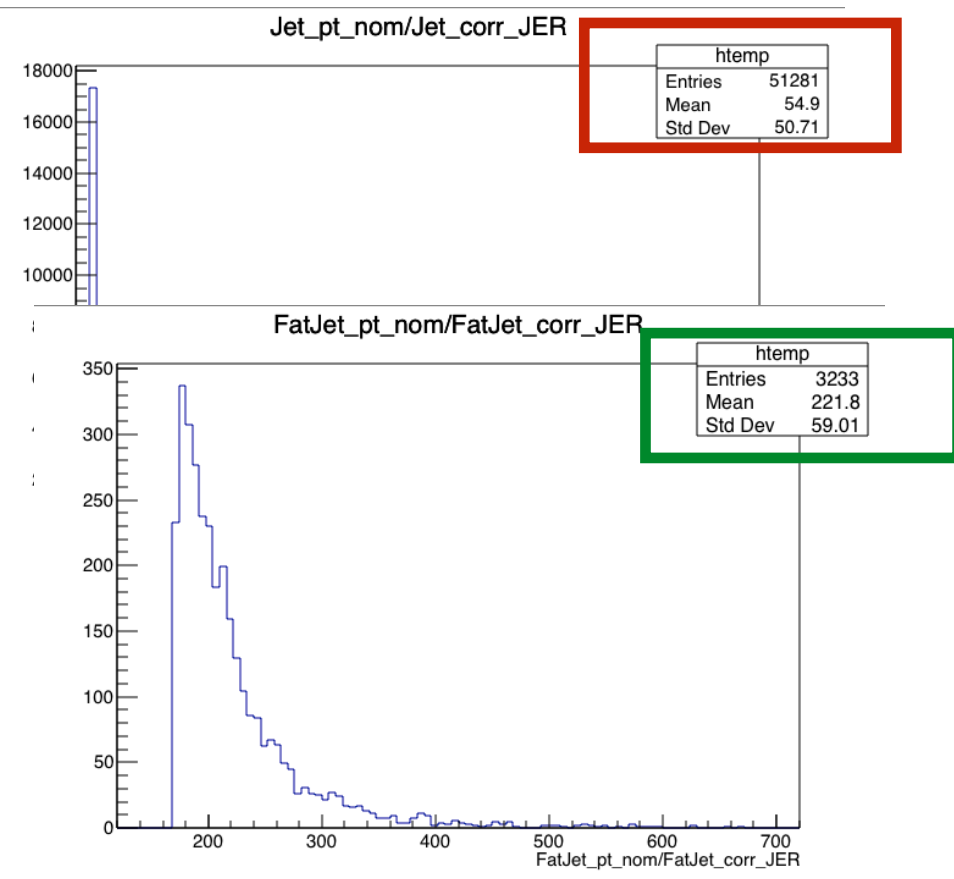 Jet_pt_nom/Jet_corr_JER
htemp
Entries 51281
Mean 54.9
Std Dev 50.71
18000
16000
14000
12000
10000
FatJet_pt_nom/FatJet_corr_JER
htemp
Entries 3233
Mean 221.8
Std Dev 59.01
350
300
250
200
150
100
50
0
200 300 400 500 600 700
FatJet_pt_nom/FatJet_corr_JER